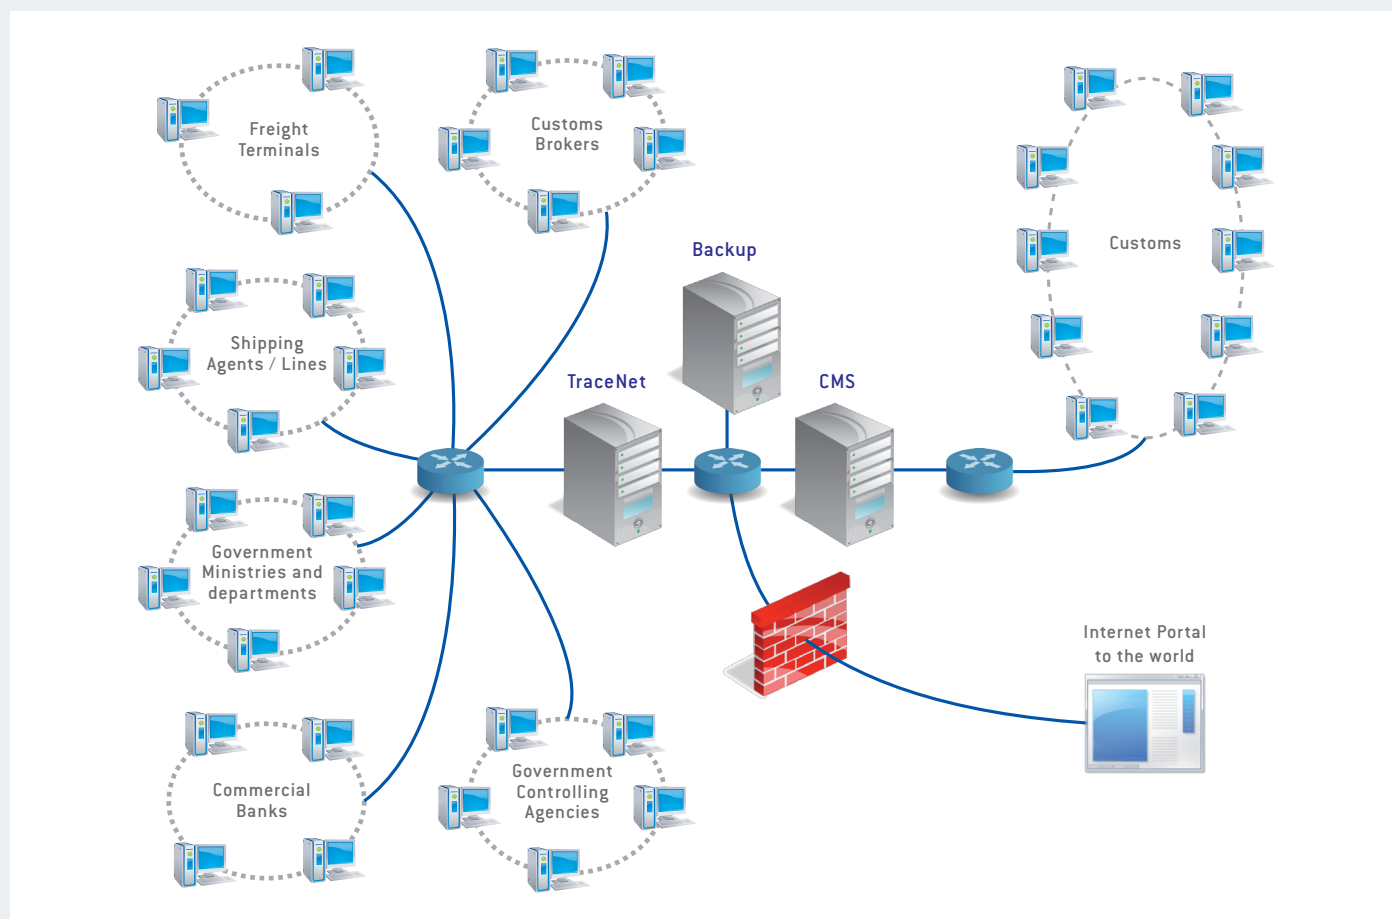 Freight
Terminals
Customs
Brokers
Customs
Backup
Shipping
Agents / Lines
TraceNet
CMS
Government
Ministries and
departments
Internet Portal
to the world
Commercial
Banks
Government
Controlling
Agencies